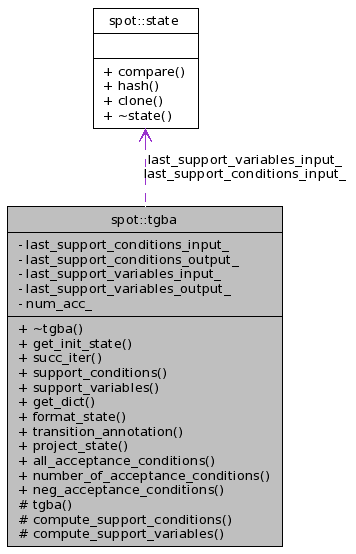 spot::state
+ compare()
+ hash()
+ clone()
+ ~state()
last_support_variables_input_
last_support_conditions_input_
spot::tgba
- last_support_conditions_input_
- last_support_conditions_output_
- last_support_variables_input_
- last_support_variables_output_
- num_acc_
+ ~tgba()
+ get_init_state()
+ succ_iter()
+ support_conditions()
+ support_variables()
+ get_dict()
+ format_state()
+ transition_annotation()
+ project_state()
+ all_acceptance_conditions()
+ number_of_acceptance_conditions()
+ neg_acceptance_conditions()
# tgba()
# compute_support_conditions()
# compute_support_variables()